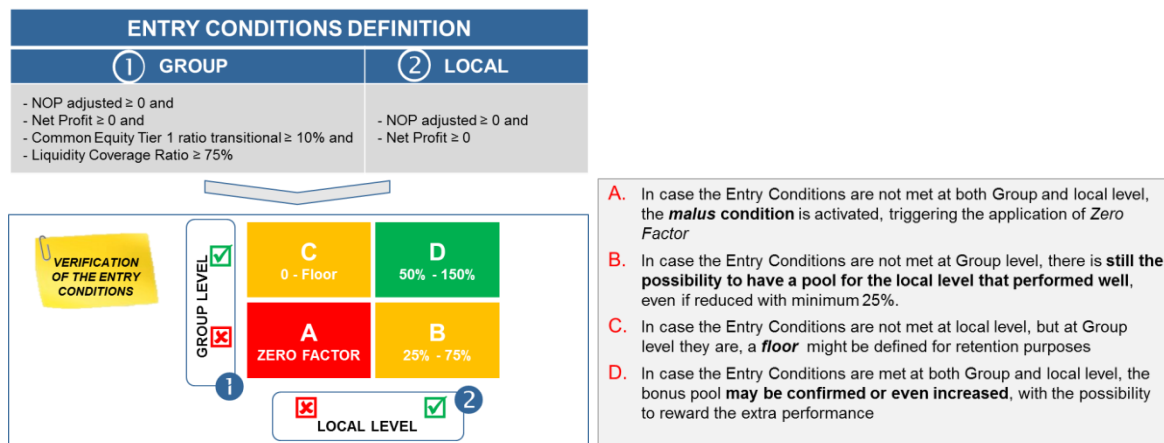 ENTRY CONDITIONS DEFINITION
1 GROUP
2 LOCAL
- NOP adjusted ≥ 0 and
- Net Profit ≥ 0 and
- Common Equity Tier 1 ratio transitional ≥ 10% and
- Liquidity Coverage Ratio ≥ 75%
- NOP adjusted ≥ 0 and
- Net Profit ≥ 0
VERIFICATION
OF THE ENTRY
CONDITIONS
GROUP LEVEL
1
C
0 - Floor
D
50% - 150%
A
ZERO FACTOR
B
25% - 75%
2
LOCAL LEVEL
A. In case the Entry Conditions are not met at both Group and local level,
the malus condition is activated, triggering the application of Zero
Factor
B. In case the Entry Conditions are not met at Group level, there is still the
possibility to have a pool for the local level that performed well,
even if reduced with minimum 25%.
C. In case the Entry Conditions are not met at local level, but at Group
level they are, a floor might be defined for retention purposes
D. In case the Entry Conditions are met at both Group and local level, the
bonus pool may be confirmed or even increased, with the possibility
to reward the extra performance